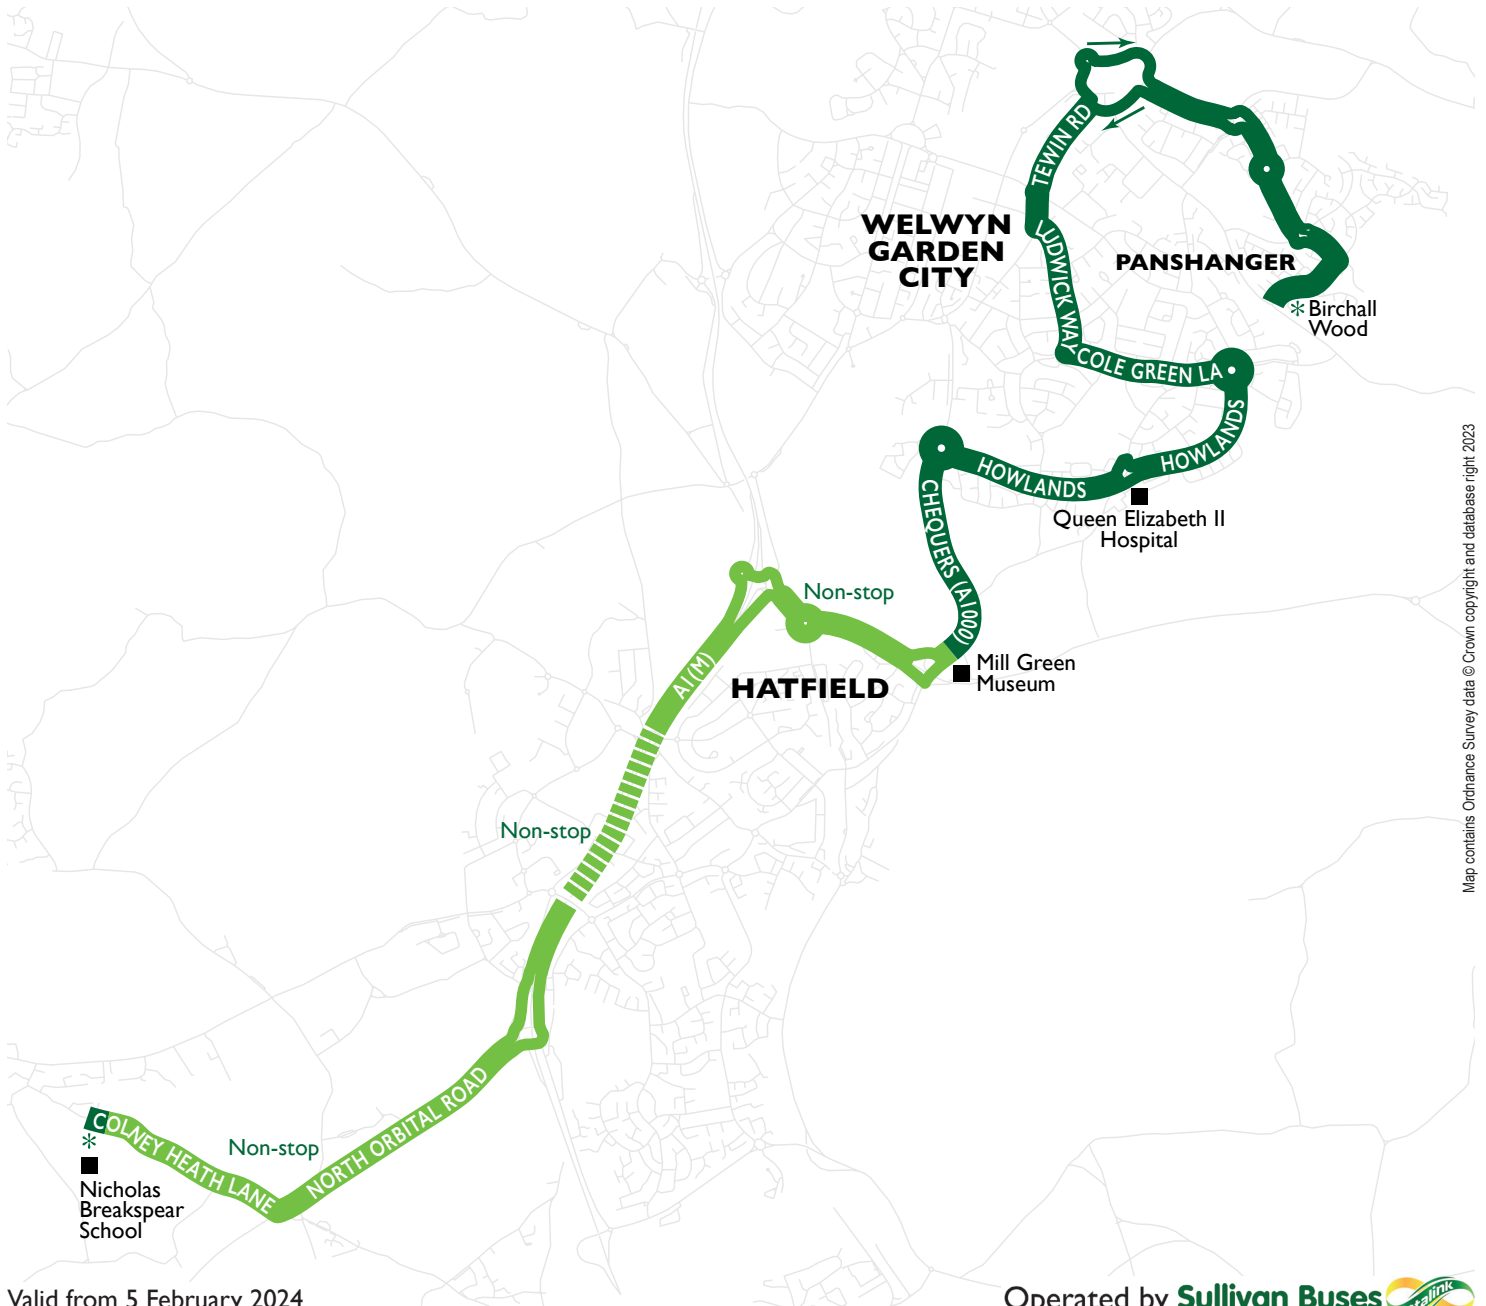 TEWIN RD
WELWYN
GARDEN
CITY
LUDWICK WAY
PANSHANGER
* Birchall
Wood
COLE GREEN LA
HOWLANDS
HOWLANDS
CHEQUERS (A1000)
Queen Elizabeth II
Hospital
Non-stop
Mill Green
Museum
HATFIELD
A1(M)
Non-stop
NORTH ORBITAL ROAD
Non-stop
COLNEY HEATH LANE
*
Nicholas
Breakspear
School
Map contains Ordnance Survey data © Crown copyright and database right 2023
Valid from 5 February 2024
Operated by Sullivan Buses